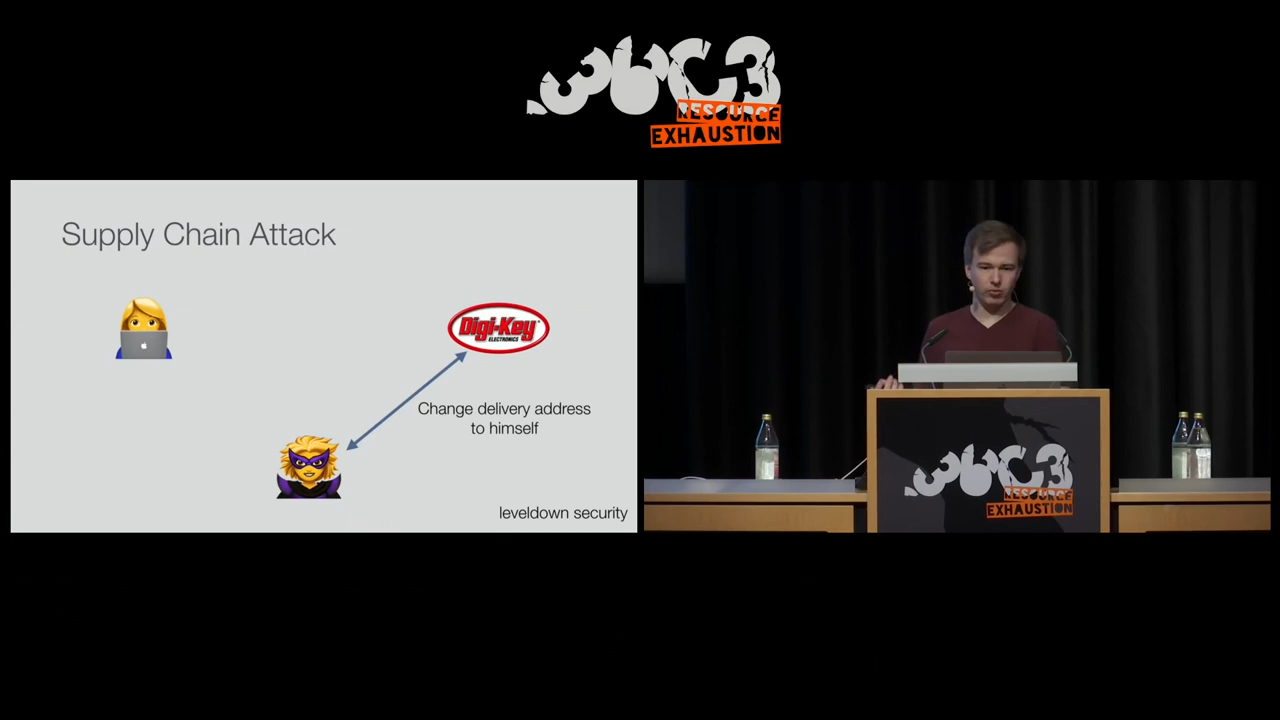 36C3
RESOURCE
EXHAUSTION
Supply Chain Attack
Digi-Key
ELECTRONICS
Change delivery address
to himself
leveldown security
36C3
RESOURCE
EXHAUSTION